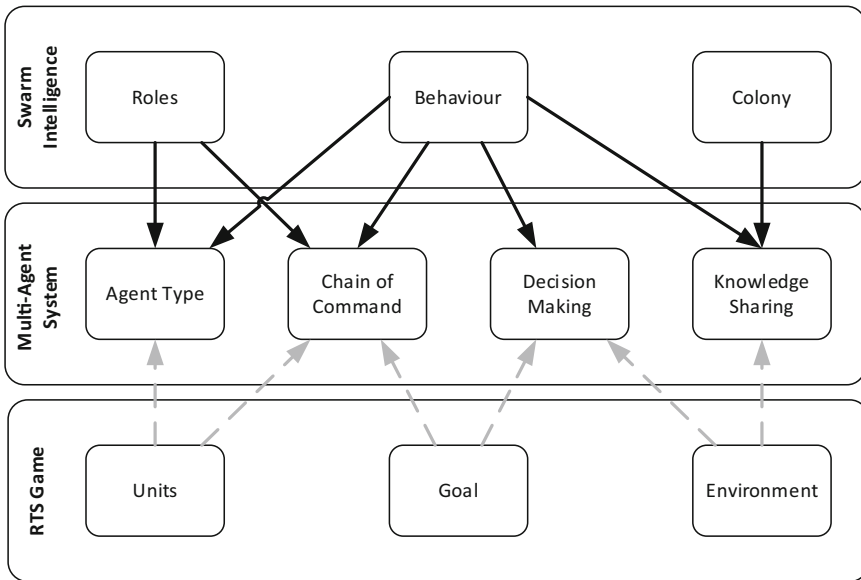 Swarm
Intelligence
Roles
Behaviour
Colony
Multi-Agent
System
Agent Type
Chain of
Command
Decision
Making
Knowledge
Sharing
RTS Game
Units
Goal
Environment